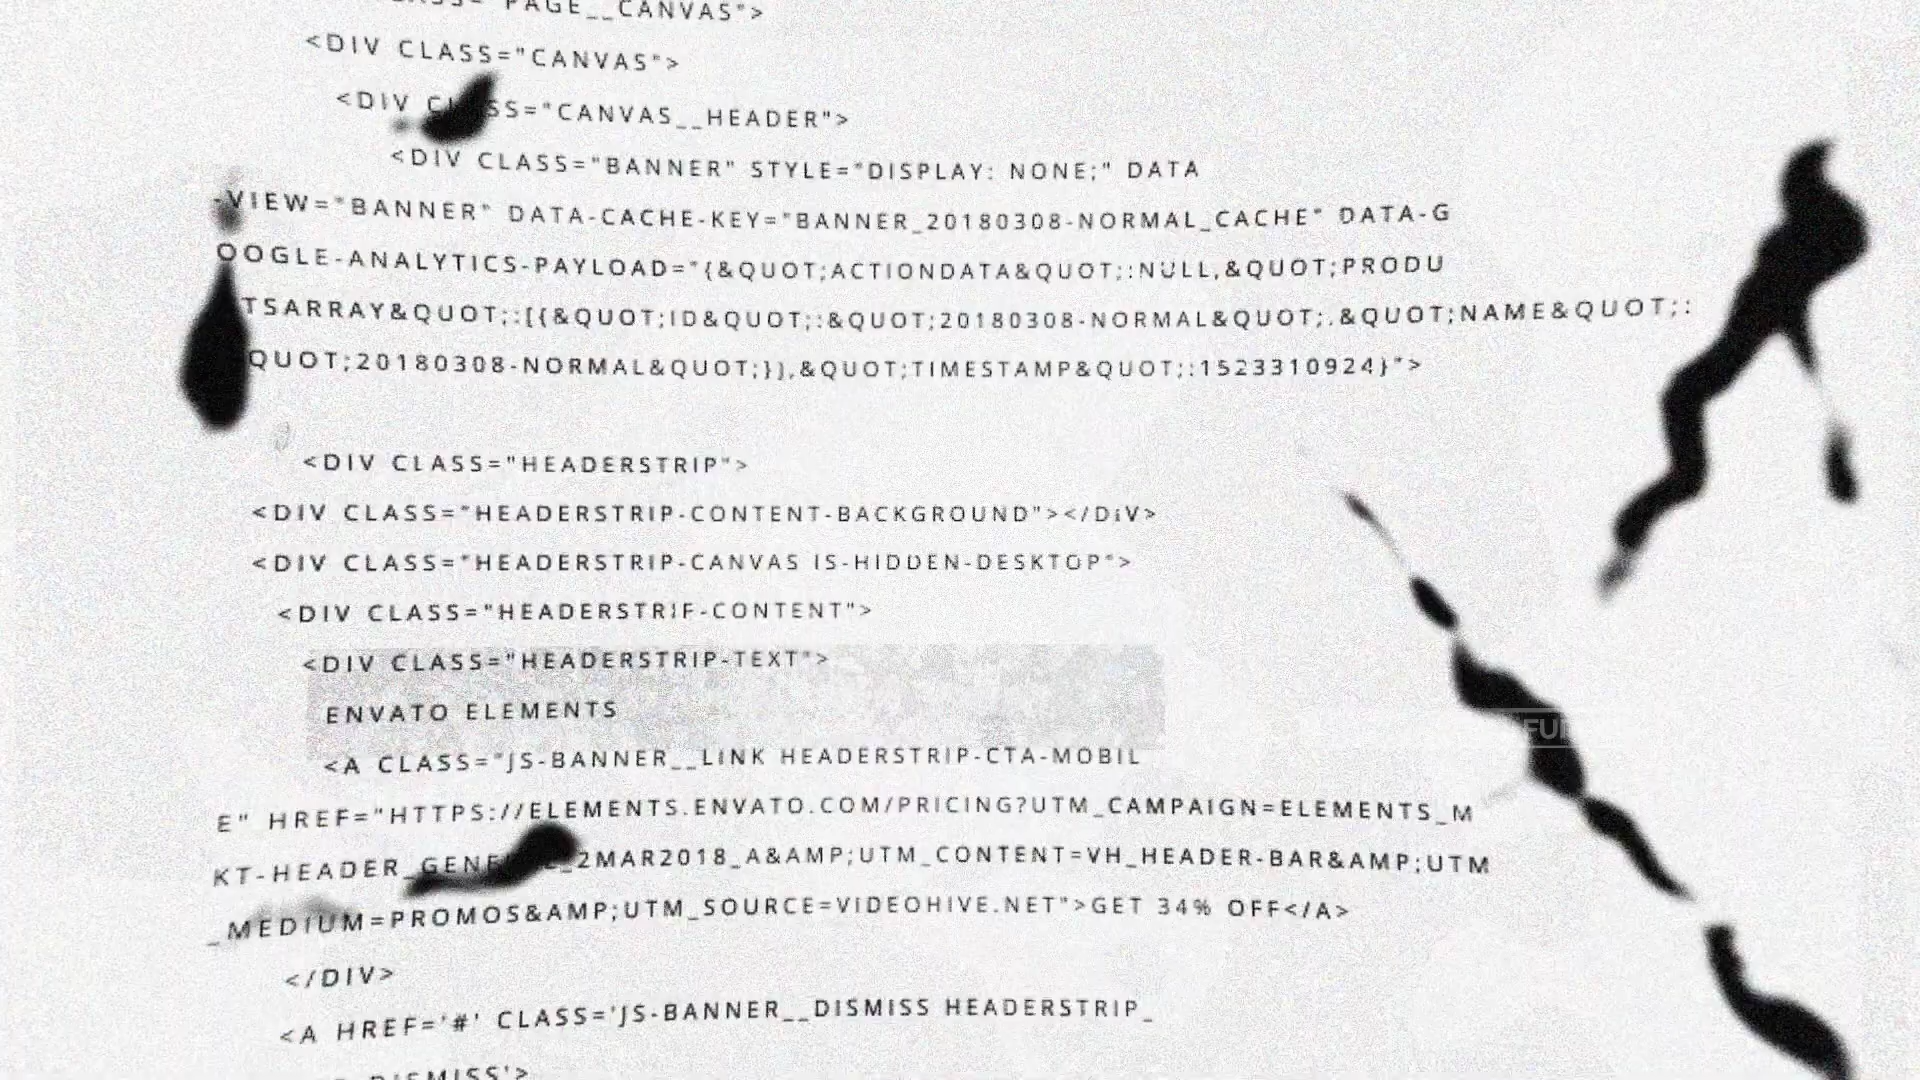 PAGE__CANVAS">
<DIV CLASS="CANVAS">
<DIV CLASS="CANVAS__HEADER">
<DIV CLASS="BANNER" STYLE="DISPLAY: NONE;" DATA
-VIEW="BANNER" DATA-CACHE-KEY="BANNER_20180308-NORMAL_CACHE" DATA-G
OOGLE-ANALYTICS-PAYLOAD="{&QUOT;ACTIONDATA&QUOT;:NULL,&QUOT;PRODU
TSARRAY&QUOT;:[{&QUOT;ID&QUOT;:&QUOT;20180308-NORMAL&QUOT;,&QUOT;NAME&QUOT;:
QUOT;20180308-NORMAL&QUOT;}],&QUOT;TIMESTAMP&QUOT;:1523310924}">
<DIV CLASS="HEADERSTRIP">
<DIV CLASS="HEADERSTRIP-CONTENT-BACKGROUND"></DIV>
<DIV CLASS="HEADERSTRIP-CANVAS IS-HIDDEN-DESKTOP">
<DIV CLASS="HEADERSTRIP-CONTENT">
<DIV CLASS="HEADERSTRIP-TEXT">
ENVATO ELEMENTS
<A CLASS="JS-BANNER__LINK HEADERSTRIP-CTA-MOBIL
E" HREF="HTTPS://ELEMENTS.ENVATO.COM/PRICING?UTM_CAMPAIGN=ELEMENTS_M
KT-HEADER_GENE 2MAR2018_A&AMP;UTM_CONTENT=VH_HEADER-BAR&AMP;UTM
_MEDIUM=PROMOS&AMP;UTM_SOURCE=VIDEOHIVE.NET">GET 34% OFF</A>
</DIV>
<A HREF='#' CLASS='JS-BANNER__DISMISS HEADERSTRIP_
DISMISS'>